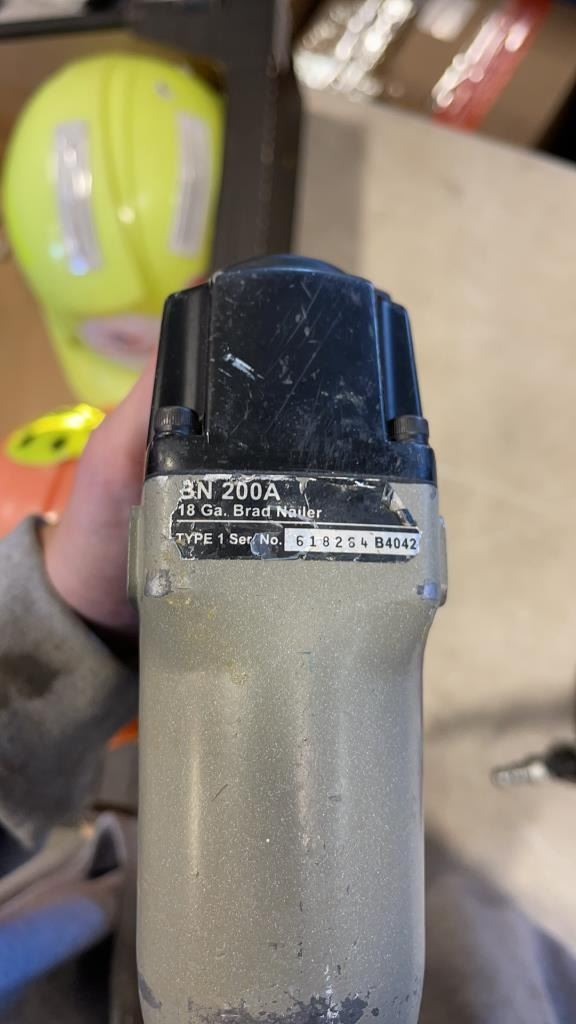 BN 200A
18 Ga. Brad Nailer
TYPE 1 Ser. No. 618264 B4042